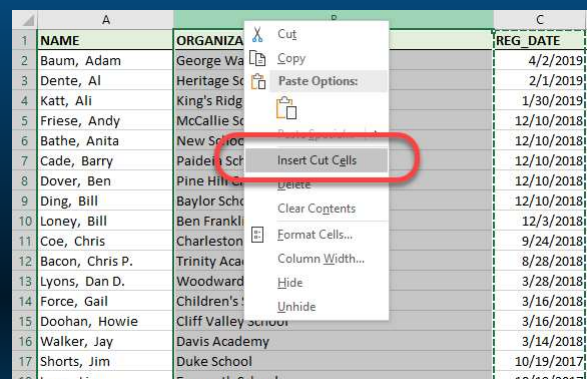 A B C
1 NAME ORGANIZA REG_DATE
2 Baum, Adam George Wa 4/2/2019
3 Dente, Al Heritage Sc 2/1/2019
4 Katt, Ali King's Ridg 1/30/2019
5 Friese, Andy McCallie Sc 12/10/2018
6 Bathe, Anita New Schoo 12/10/2018
7 Cade, Barry Paideia Sch 12/10/2018
8 Dover, Ben Pine Hill C 12/10/2018
9 Ding, Bill Baylor Scho 12/10/2018
10 Loney, Bill Ben Frankli 12/3/2018
11 Coe, Chris Charleston 9/24/2018
12 Bacon, Chris P. Trinity Aca 8/28/2018
13 Lyons, Dan D. Woodward 3/28/2018
14 Force, Gail Children's 3/16/2018
15 Doohan, Howie Cliff Valley School 3/16/2018
16 Walker, Jay Davis Academy 3/14/2018
17 Shorts, Jim Duke School 10/19/2017
Cut
Copy
Paste Options:
Insert Cut Cells
Delete
Clear Contents
Format Cells...
Column Width...
Hide
Unhide